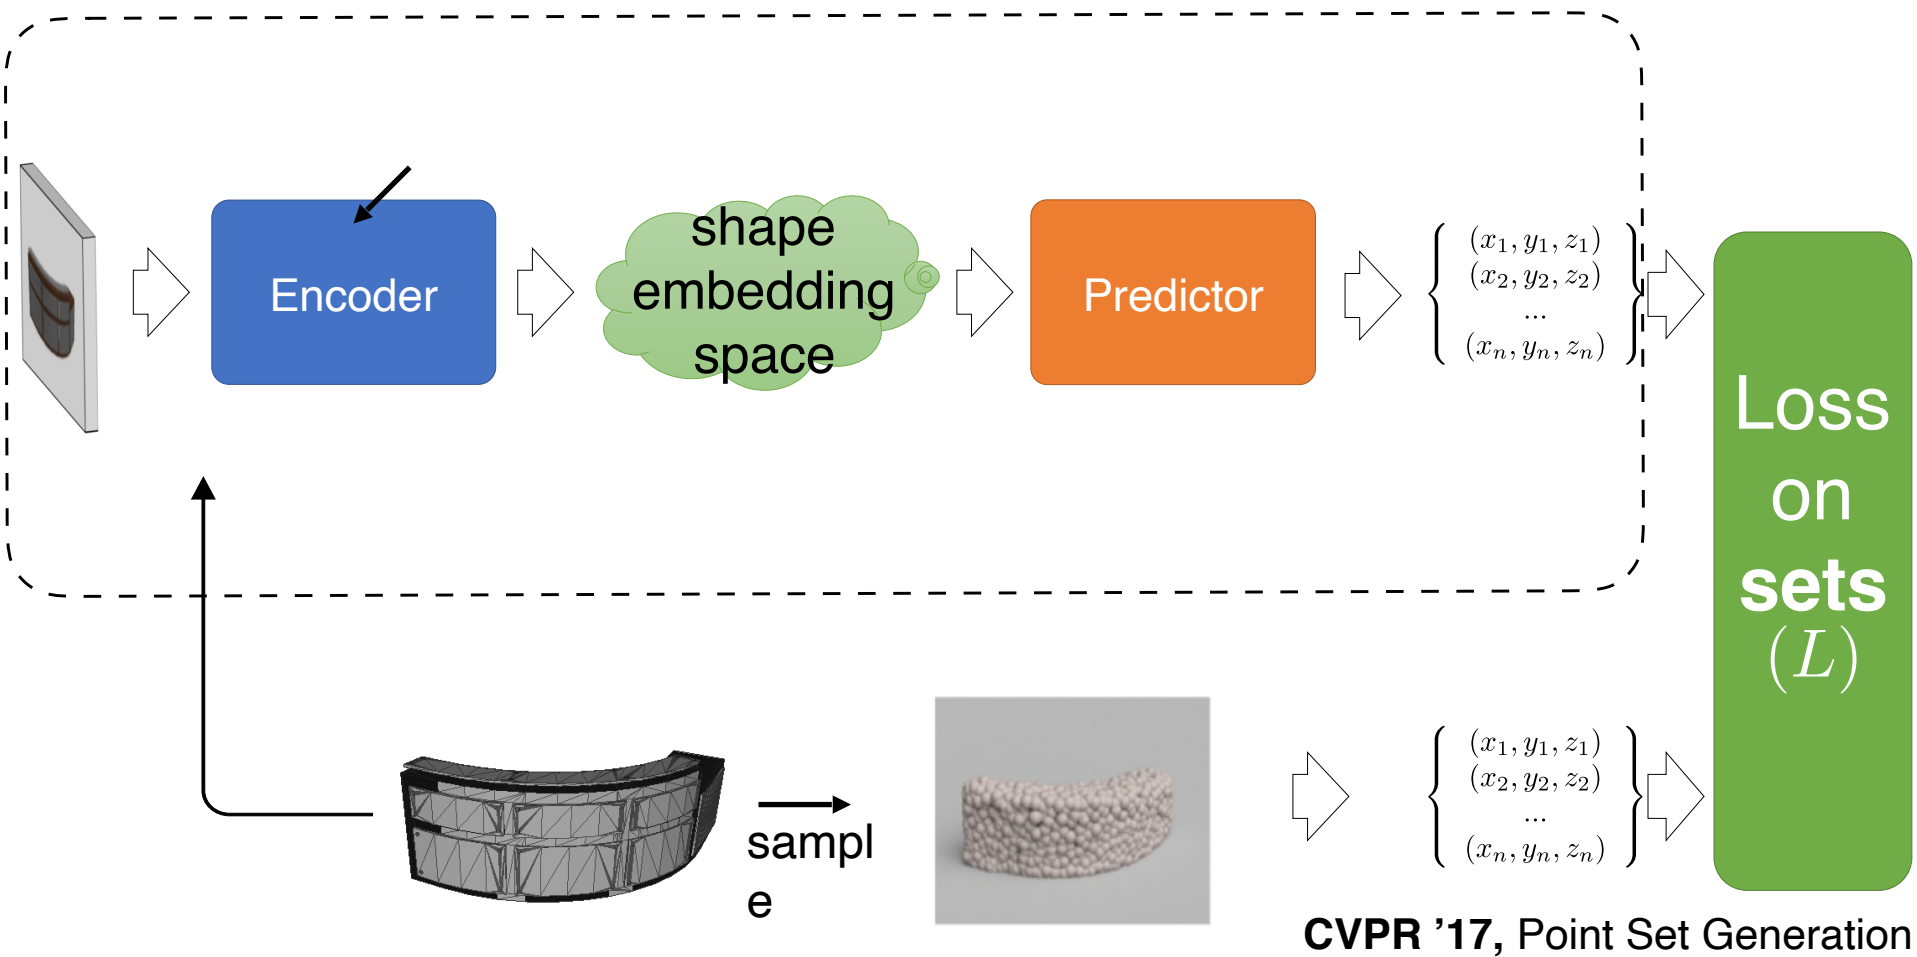 shape
embedding
space
Encoder
Predictor
(x₁, y₁, z₁)
(x₂, y₂, z₂)
...
(xₙ, yₙ, zₙ)
Loss
on
sets
(L)
sampl
e
(x₁, y₁, z₁)
(x₂, y₂, z₂)
...
(xₙ, yₙ, zₙ)
CVPR ’17, Point Set Generation